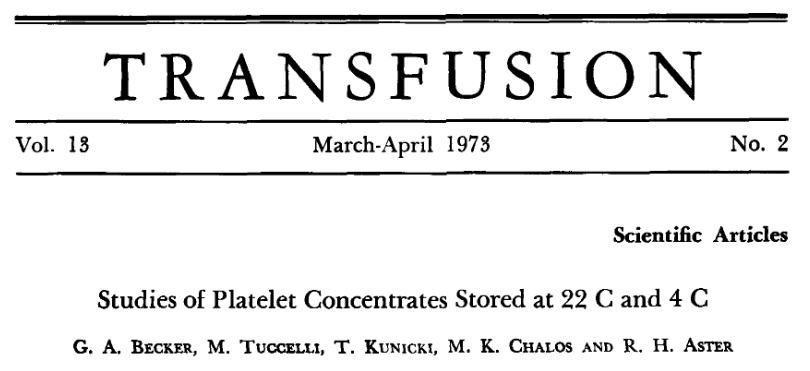 TRANSFUSION
Vol. 13 March-April 1973 No. 2
Scientific Articles
Studies of Platelet Concentrates Stored at 22 C and 4 C
G. A. BECKER, M. TUCCELLI, T. KUNICKI, M. K. CHALOS AND R. H. ASTER